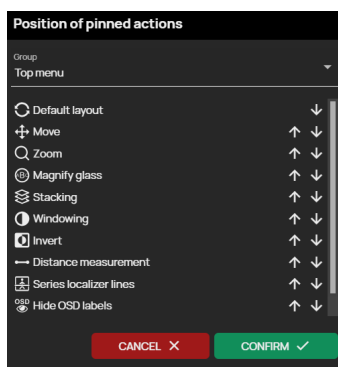 Position of pinned actions
Group
Top menu
Default layout
Move
Zoom
Magnify glass
Stacking
Windowing
Invert
Distance measurement
Series localizer lines
OSD Hide OSD labels
CANCEL CONFIRM